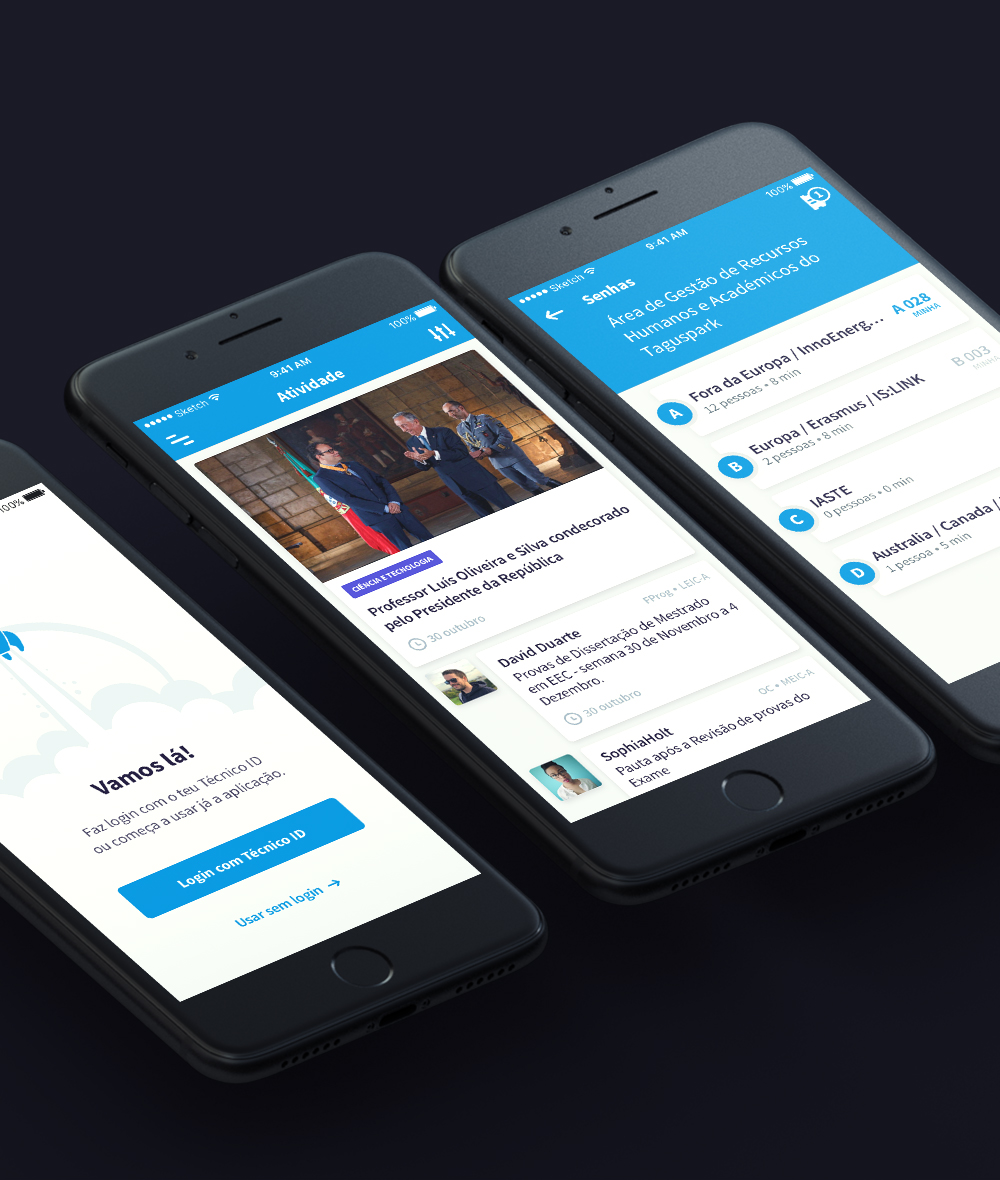 100%
Vamos lá!
Faz login com o teu Técnico ID
ou começa a usar já a aplicação.
Login com Técnico ID
Usar sem login →
Sketch
9:41 AM
100%
Atividade
CIÊNCIA E TECNOLOGIA
Professor Luís Oliveira e Silva condecorado
pelo Presidente da República
30 outubro
FProg • LEIC-A
David Duarte
Provas de Dissertação de Mestrado
em EEC - semana 30 de Novembro a 4
Dezembro.
30 outubro
OC • MEIC-A
SophiaHolt
Pauta após a Revisão de provas do
Exame
Sketch
9:41 AM
100%
1
Senhas
Área de Gestão de Recursos
Humanos e Académicos do
Taguspark
A
Fora da Europa / InnoEnerg...
12 pessoas • 8 min
A 028
MINHA
B
Europa / Erasmus / IS:LINK
2 pessoas • 8 min
B 003
C
IASTE
0 pessoas • 0 min
D
Australia / Canada /
1 pessoa • 5 min